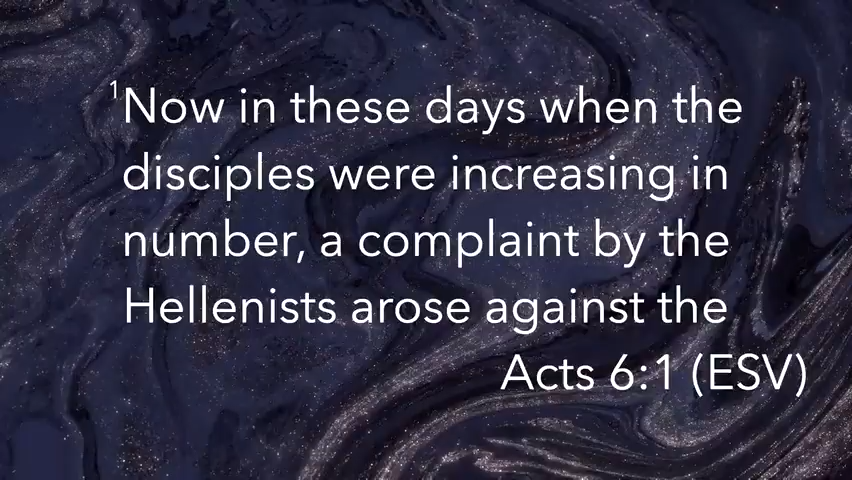 ¹Now in these days when the
disciples were increasing in
number, a complaint by the
Hellenists arose against the
Acts 6:1 (ESV)